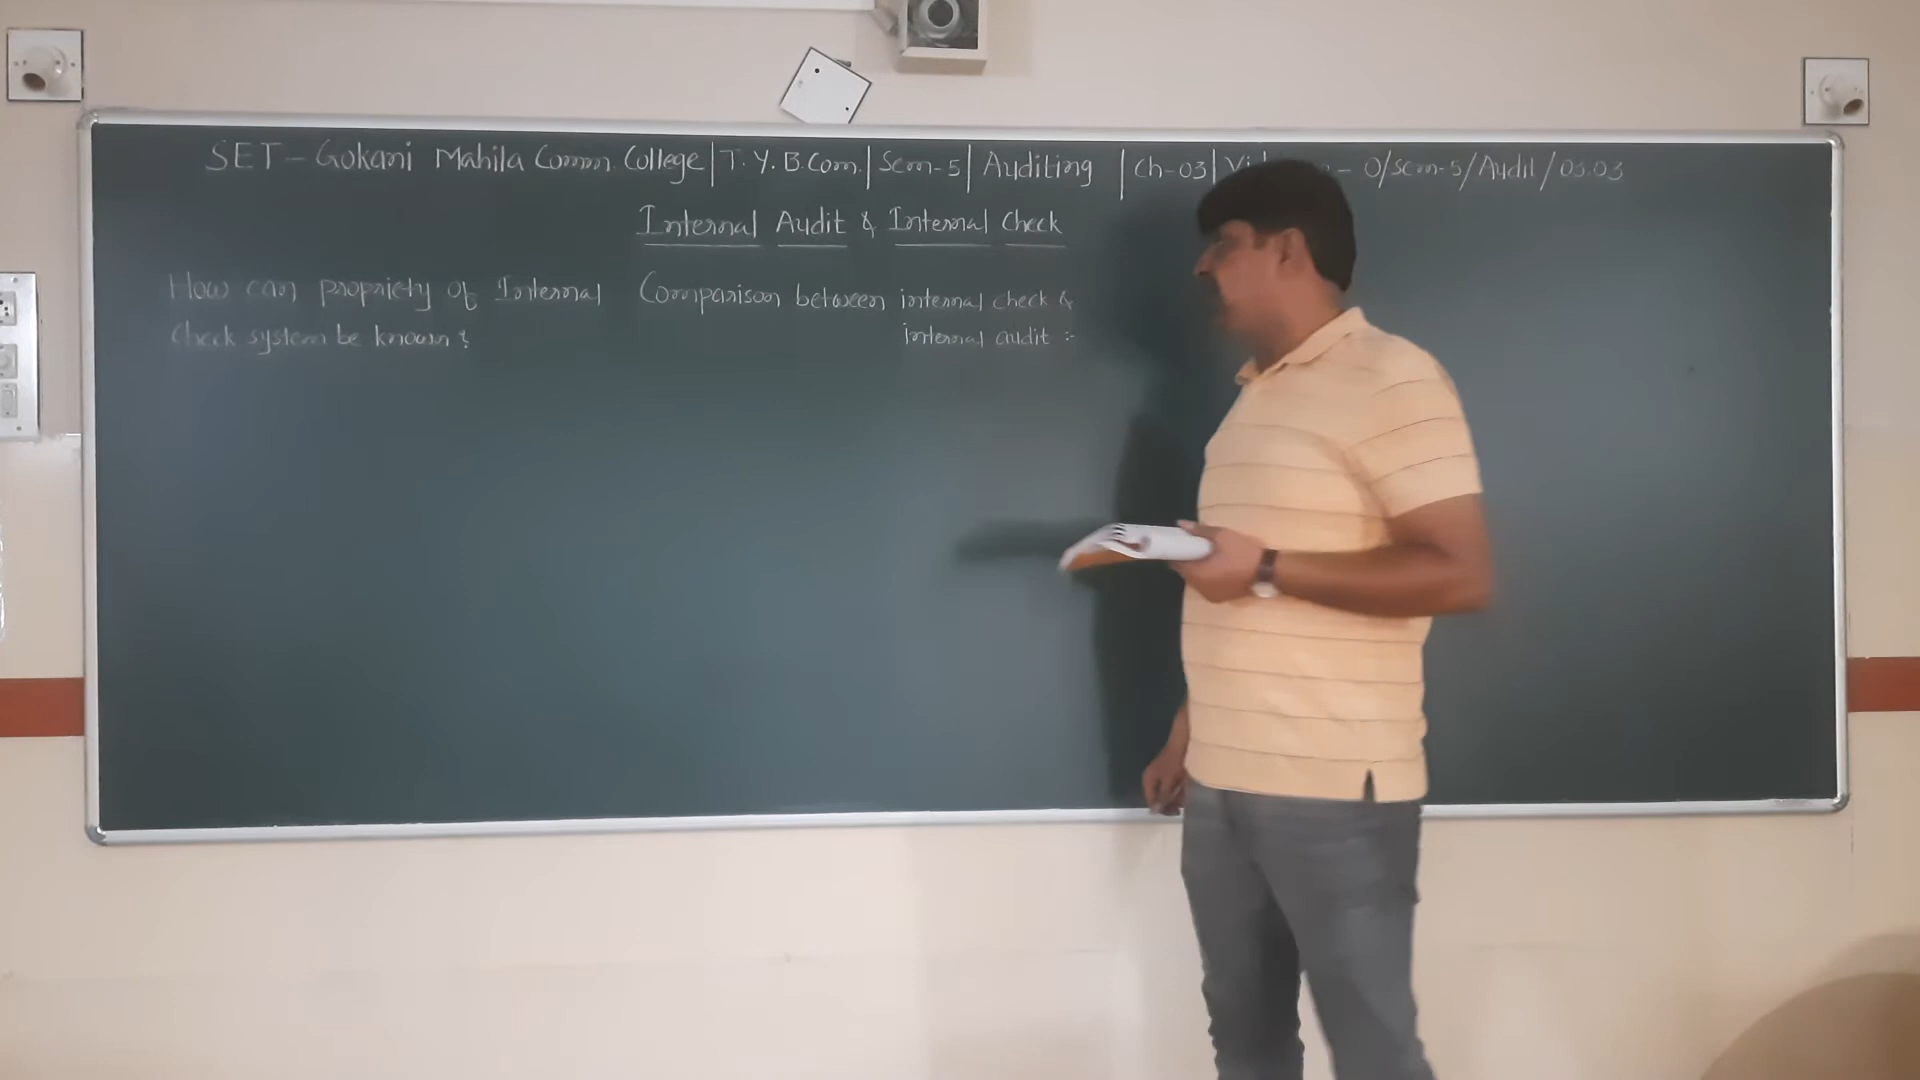 SET - Gokani Mahila Comm. College | T. Y. B.Com. | Sem-5 | Auditing | Ch-03 | - 0/Sem-5/Audit/03.03
Internal Audit & Internal Check
How can propriety of Internal
Check system be known?
Comparison between internal check &
internal audit :-